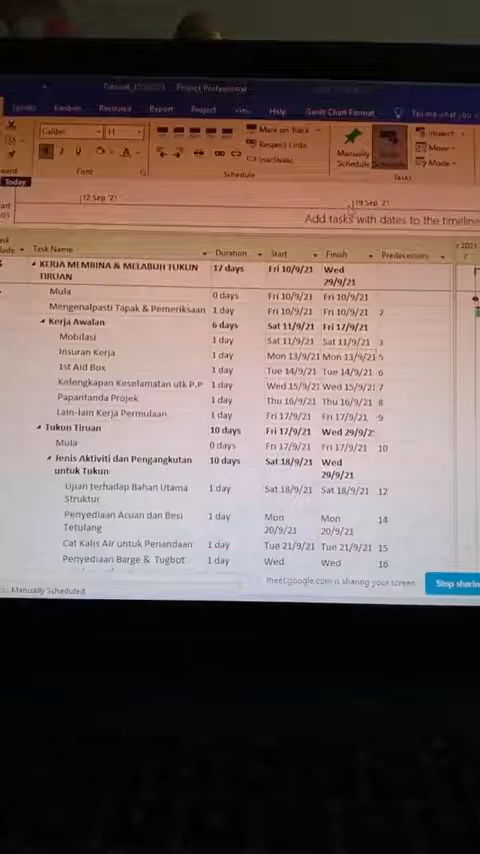 Project Professional
Kanban Resource Report Project View Help Gantt Chart Format Tell me what you
Calibri 11
Mark on Track
Respect Links
Inactivate
Manually Schedule
Inspect
Move
Mode
Font Schedule Tasks
Today
12 Sep '21 19 Sep '21
Add tasks with dates to the timeline
Task Name Duration Start Finish Predecessors
KERJA MEMBINA & MELABUH TUKUN TIRUAN 17 days Fri 10/9/21 Wed 29/9/21
Mula 0 days Fri 10/9/21 Fri 10/9/21
Mengenalpasti Tapak & Pemeriksaan 1 day Fri 10/9/21 Fri 10/9/21 2
Kerja Awalan 6 days Sat 11/9/21 Fri 17/9/21
Mobilasi 1 day Sat 11/9/21 Sat 11/9/21 3
Insuran Kerja 1 day Mon 13/9/21 Mon 13/9/21 5
1st Aid Box 1 day Tue 14/9/21 Tue 14/9/21 6
Kelengkapan Keselamatan utk P.P 1 day Wed 15/9/21 Wed 15/9/21 7
Papantanda Projek 1 day Thu 16/9/21 Thu 16/9/21 8
Lain-lain Kerja Permulaan 1 day Fri 17/9/21 Fri 17/9/21 9
Tukun Tiruan 10 days Fri 17/9/21 Wed 29/9/2
Mula 0 days Fri 17/9/21 Fri 17/9/21 10
Jenis Aktiviti dan Pengangkutan untuk Tukun 10 days Sat 18/9/21 Wed 29/9/21
Ujian terhadap Bahan Utama Struktur 1 day Sat 18/9/21 Sat 18/9/21 12
Penyediaan Acuan dan Besi Tetulang 1 day Mon 20/9/21 Mon 20/9/21 14
Cat Kalis Air untuk Penandaan 1 day Tue 21/9/21 Tue 21/9/21 15
Penyediaan Barge & Tugbot 1 day Wed Wed 16
meet.google.com is sharing your screen.
Stop sharin
Manually Scheduled